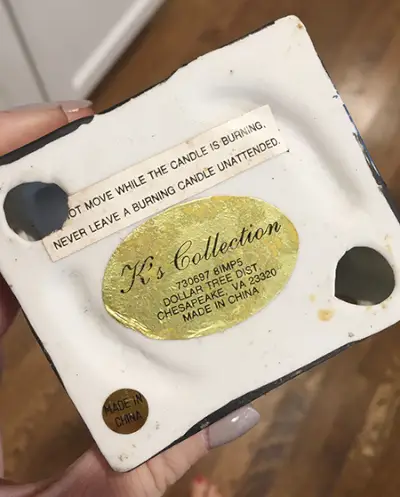 OT MOVE WHILE THE CANDLE IS BURNING.
NEVER LEAVE A BURNING CANDLE UNATTENDED.
K's Collection
730697 8IMP5
DOLLAR TREE DIST.
CHESAPEAKE, VA 23320
MADE IN CHINA
MADE IN
CHINA